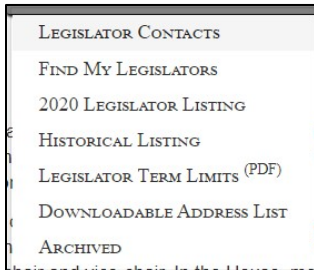 Legislator Contacts
Find My Legislators
2020 Legislator Listing
Historical Listing
Legislator Term Limits (PDF)
Downloadable Address List
Archived
chair and vice-chair. In the House, mo